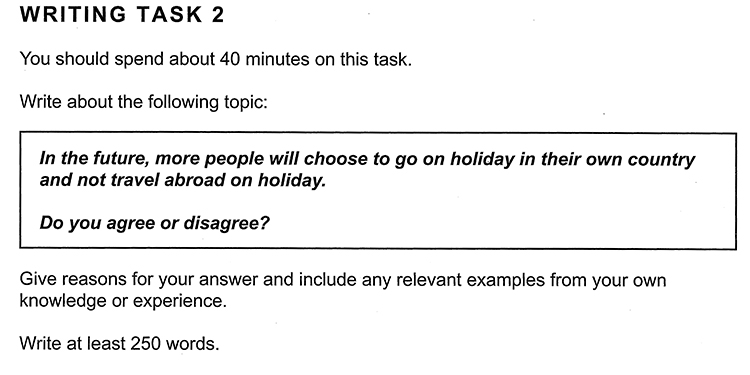 WRITING TASK 2
You should spend about 40 minutes on this task.
Write about the following topic:
In the future, more people will choose to go on holiday in their own country
and not travel abroad on holiday.
Do you agree or disagree?
Give reasons for your answer and include any relevant examples from your own
knowledge or experience.
Write at least 250 words.